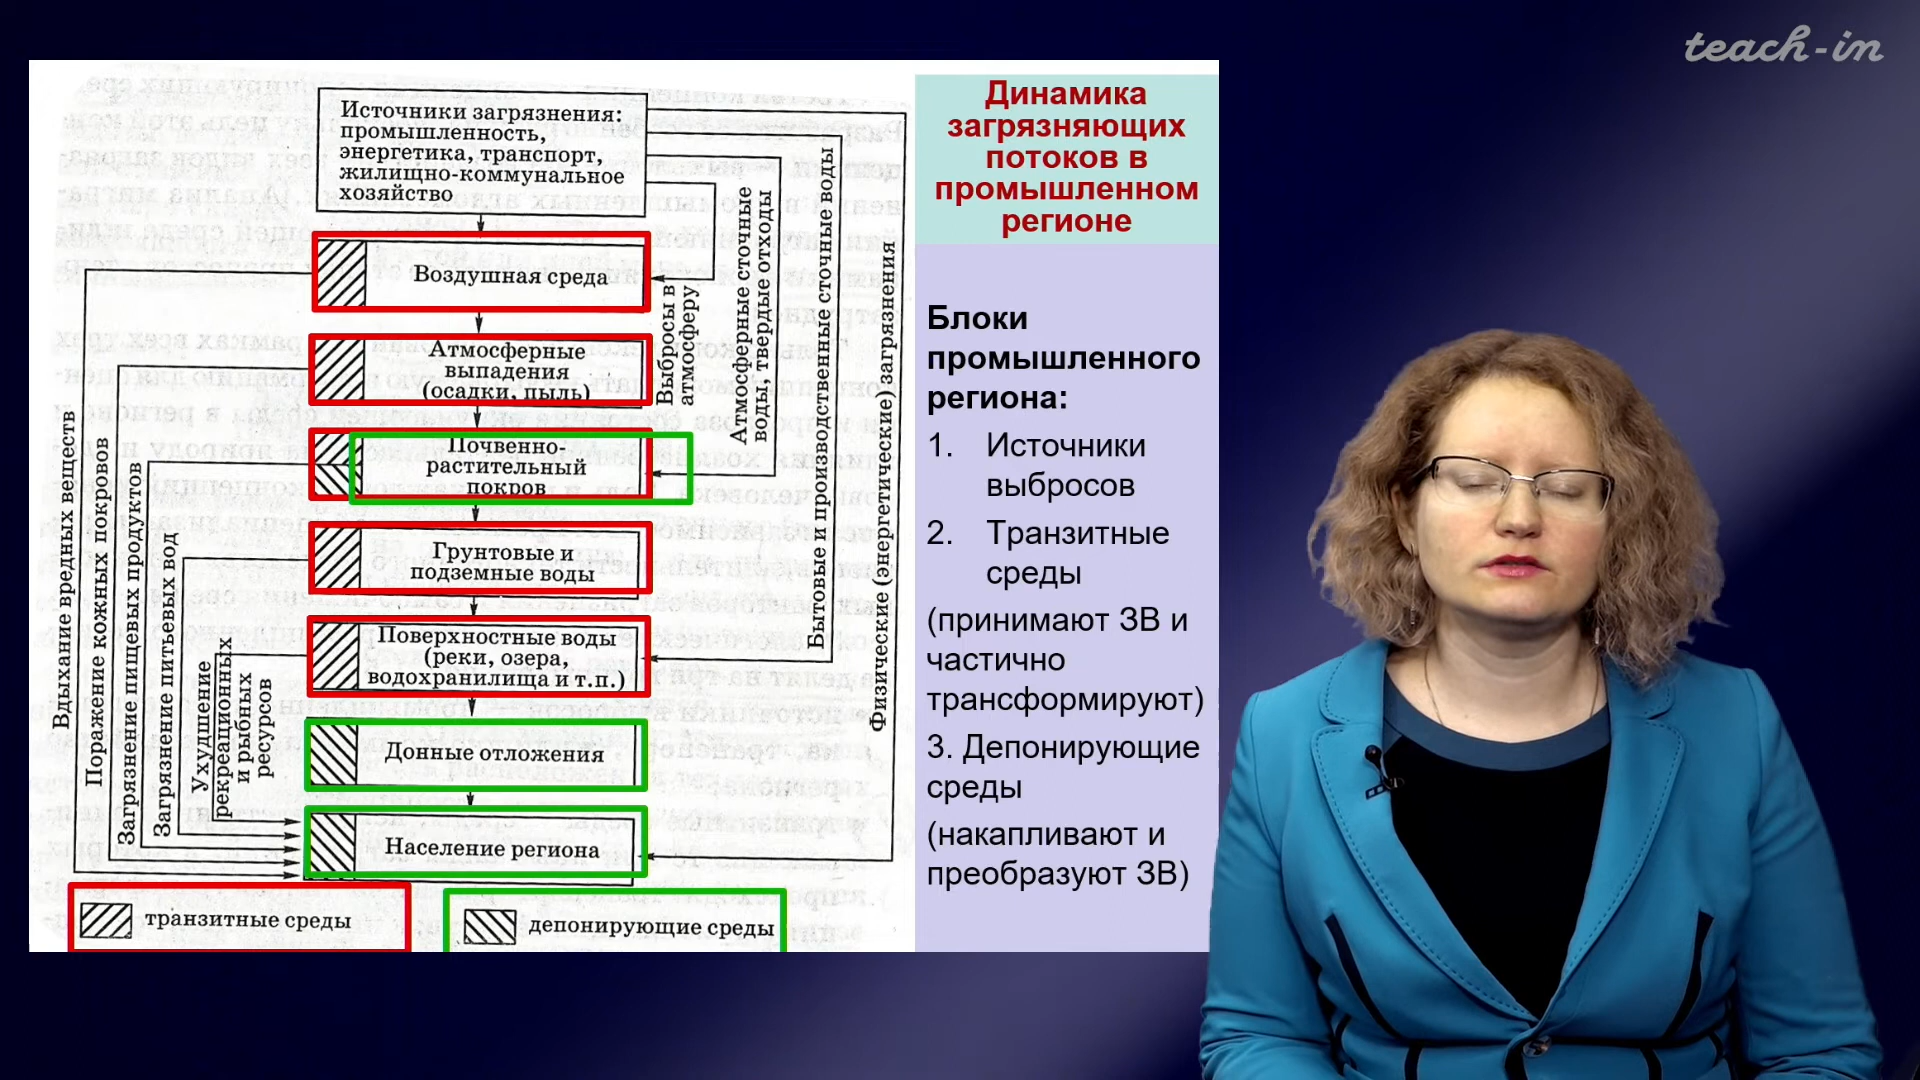 teach-in
Динамика
загрязняющих
потоков в
промышленном
регионе
Источники загрязнения:
промышленность,
энергетика, транспорт,
жилищно-коммунальное
хозяйство
Воздушная среда
Атмосферные
выпадения
(осадки, пыль)
Почвенно-
растительный
покров
Грунтовые и
подземные воды
Поверхностные воды
(реки, озера,
водохранилища и т.п.)
Донные отложения
Население региона
Вдыхание вредных веществ
Поражение кожных покровов
Загрязнение пищевых продуктов
Загрязнение питьевых вод
Ухудшение
рекреационных
и рыбных
ресурсов
Выбросы в
атмосферу
Атмосферные сточные
воды, твердые отходы
Бытовые и производственные сточные воды
Физические (энергетические) загрязнения
транзитные среды
депонирующие среды
Блоки
промышленного
региона:
1. Источники
выбросов
2. Транзитные
среды
(принимают ЗВ и
частично
трансформируют)
3. Депонирующие
среды
(накапливают и
преобразуют ЗВ)